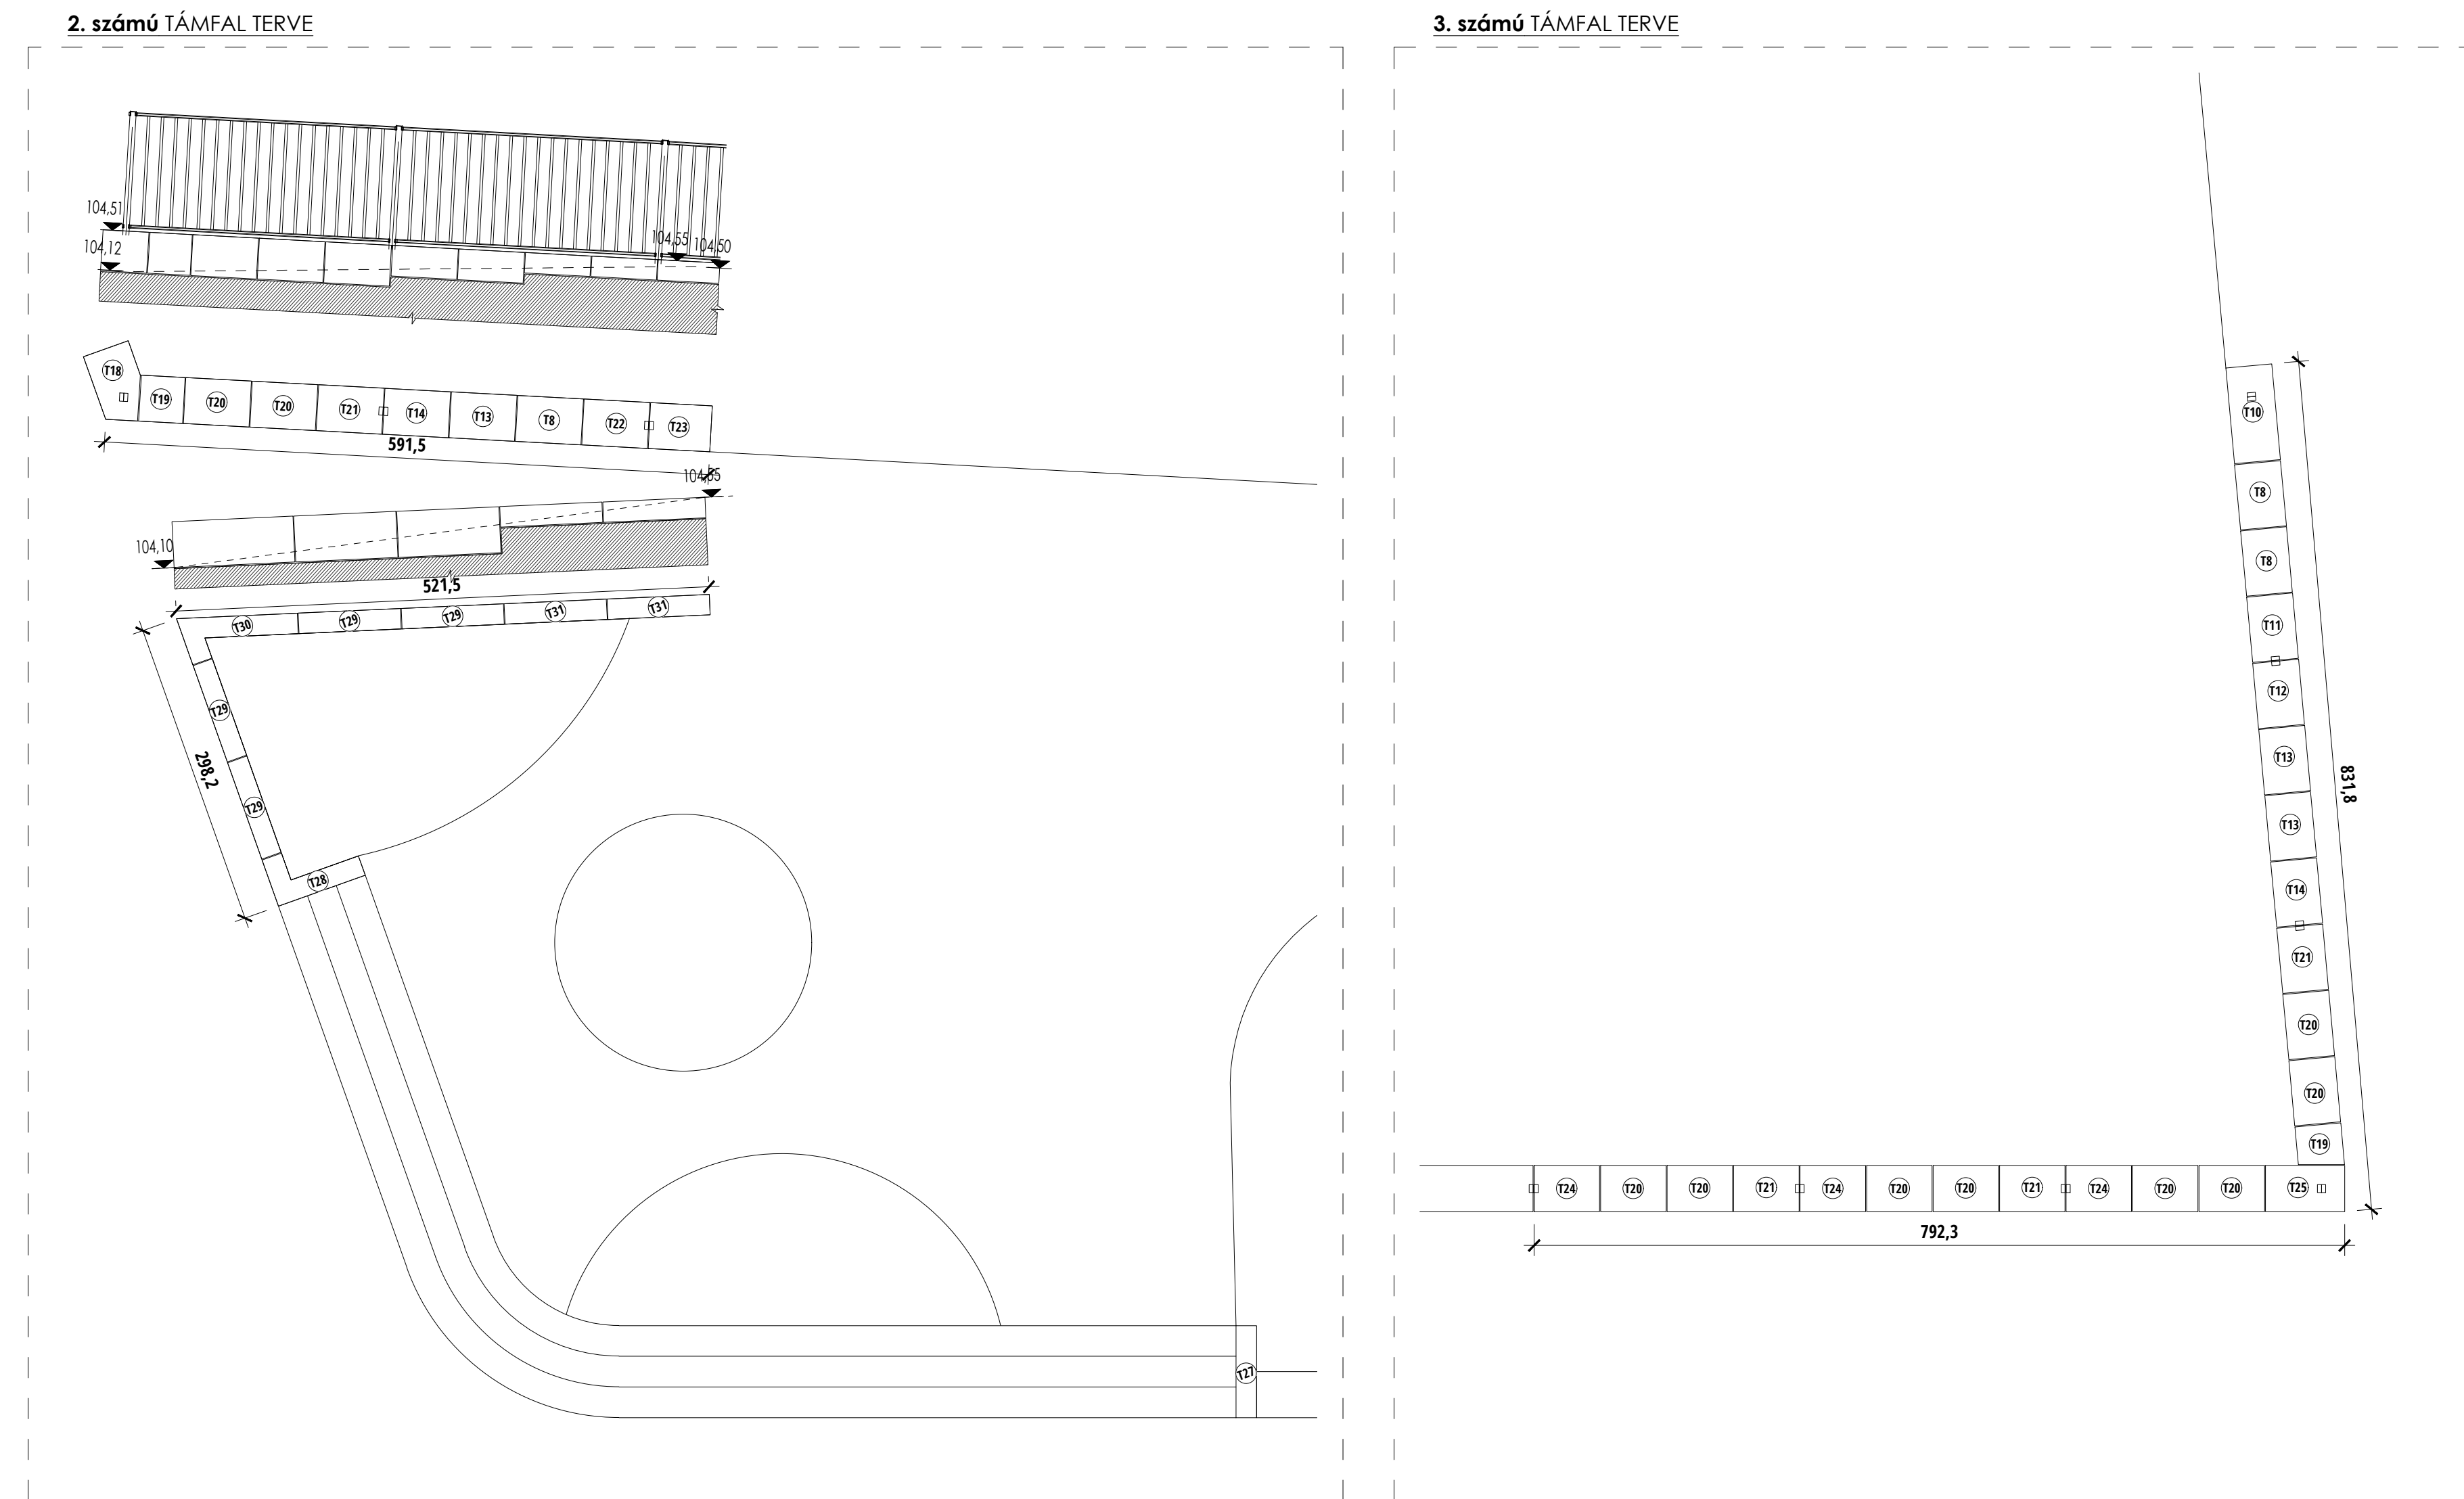 2. számú TÁMFAL TERVE
104,51
104,12
104,55
104,50
T18
T19
T20
T20
T21
T14
T13
T8
T22
T23
591,5
104,55
104,10
521,5
T30
T29
T29
T31
T31
T29
298,2
T29
T28
T27
3. számú TÁMFAL TERVE
T10
T8
T8
T11
T12
T13
831,8
T13
T14
T21
T20
T20
T19
T24
T20
T20
T21
T24
T20
T20
T21
T24
T20
T20
T25
792,3